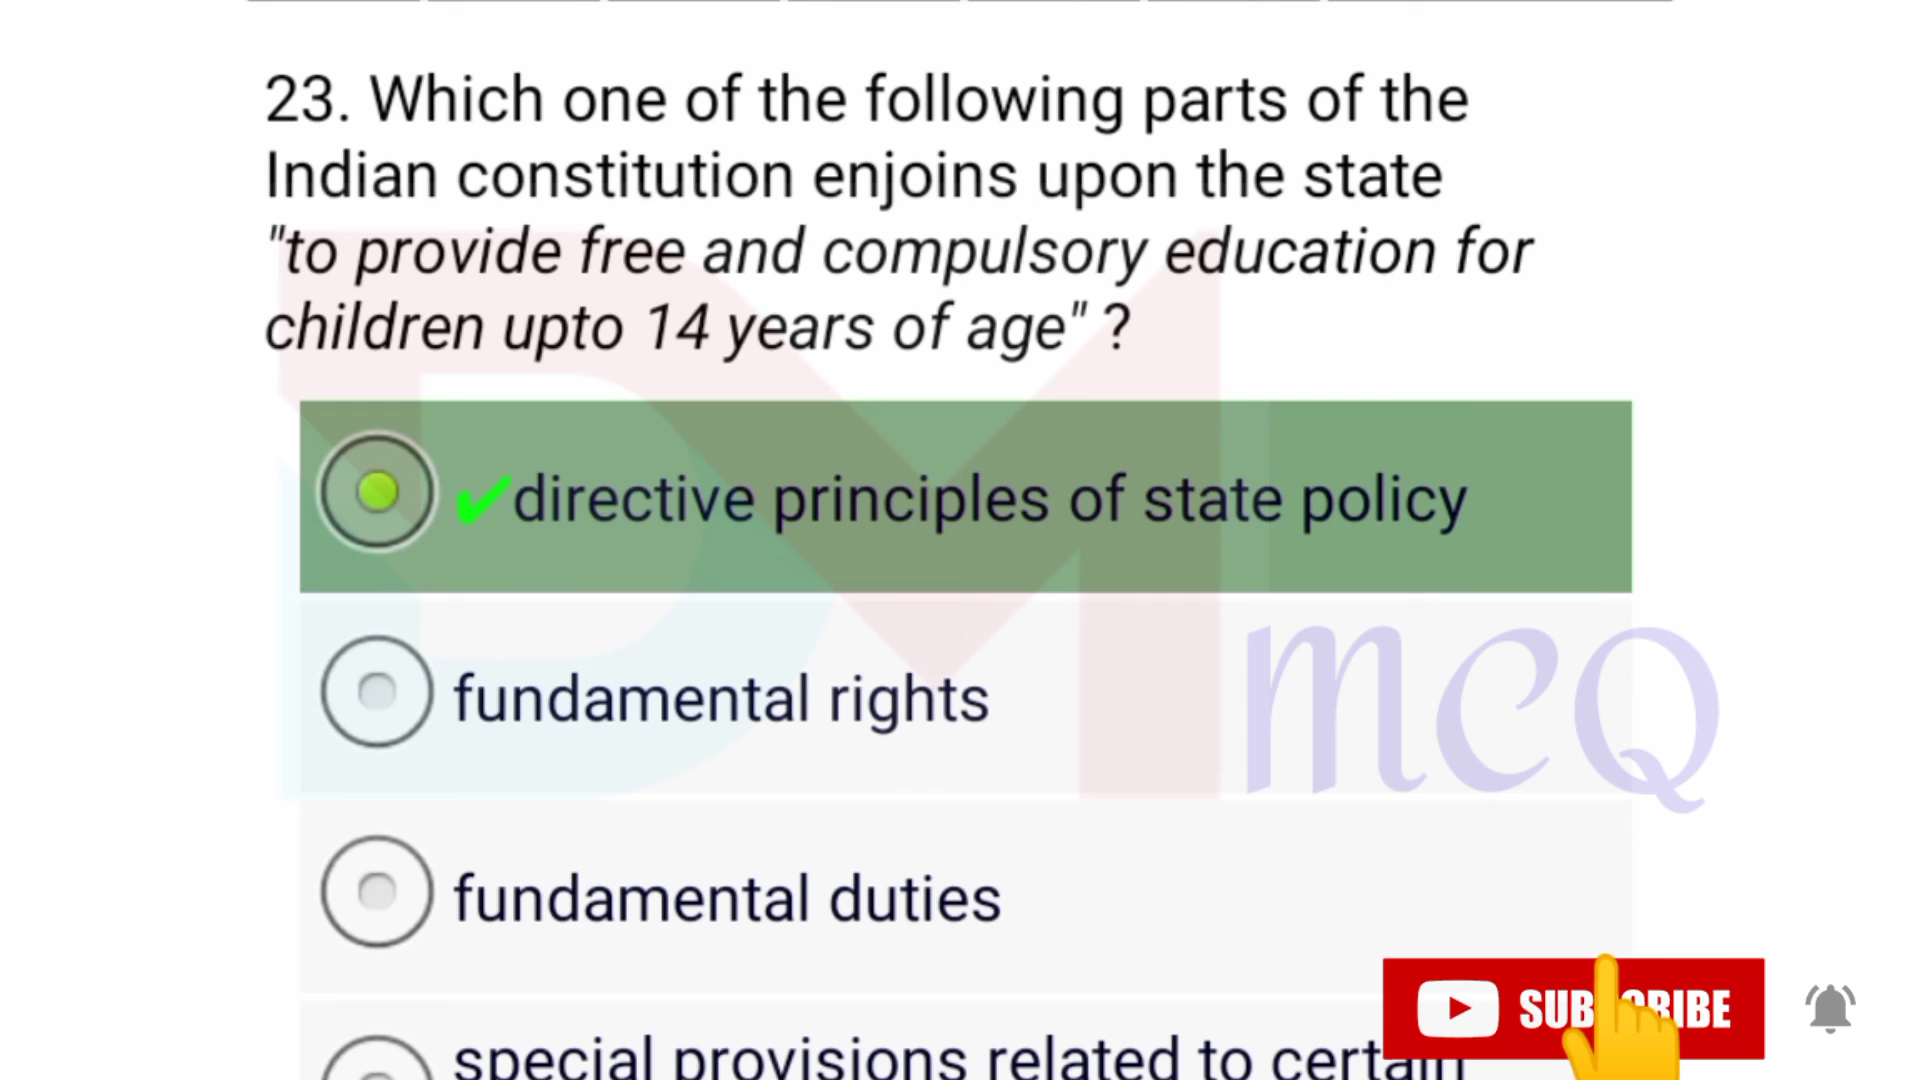 23. Which one of the following parts of the
Indian constitution enjoins upon the state
"to provide free and compulsory education for
children upto 14 years of age" ?
✔directive principles of state policy
fundamental rights
mcQ
fundamental duties
special provisions related to certain